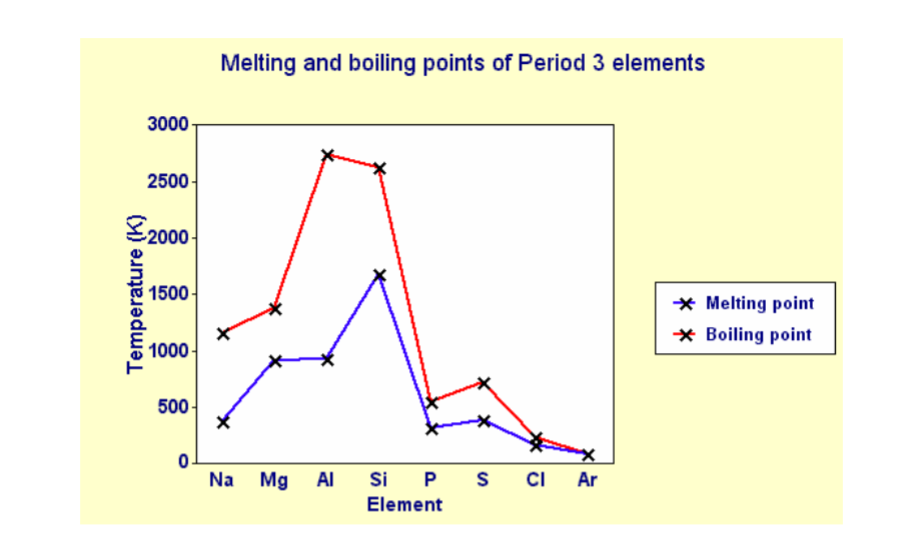 Melting and boiling points of Period 3 elements
3000
2500
2000
1500
1000
500
0
Temperature (K)
Na Mg Al Si P S Cl Ar
Element
Melting point
Boiling point